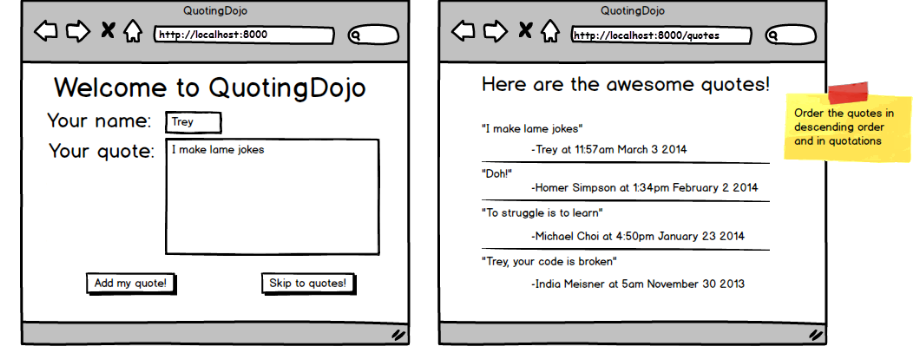 QuotingDojo
http://localhost:8000
Welcome to QuotingDojo
Your name:
Trey
Your quote:
I make lame jokes
Add my quote!
Skip to quotes!
QuotingDojo
http://localhost:8000/quotes
Here are the awesome quotes!
"I make lame jokes"
-Trey at 11:57am March 3 2014
"Doh!"
-Homer Simpson at 1:34pm February 2 2014
"To struggle is to learn"
-Michael Choi at 4:50pm January 23 2014
"Trey, your code is broken"
-India Meisner at 5am November 30 2013
Order the quotes in
descending order
and in quotations